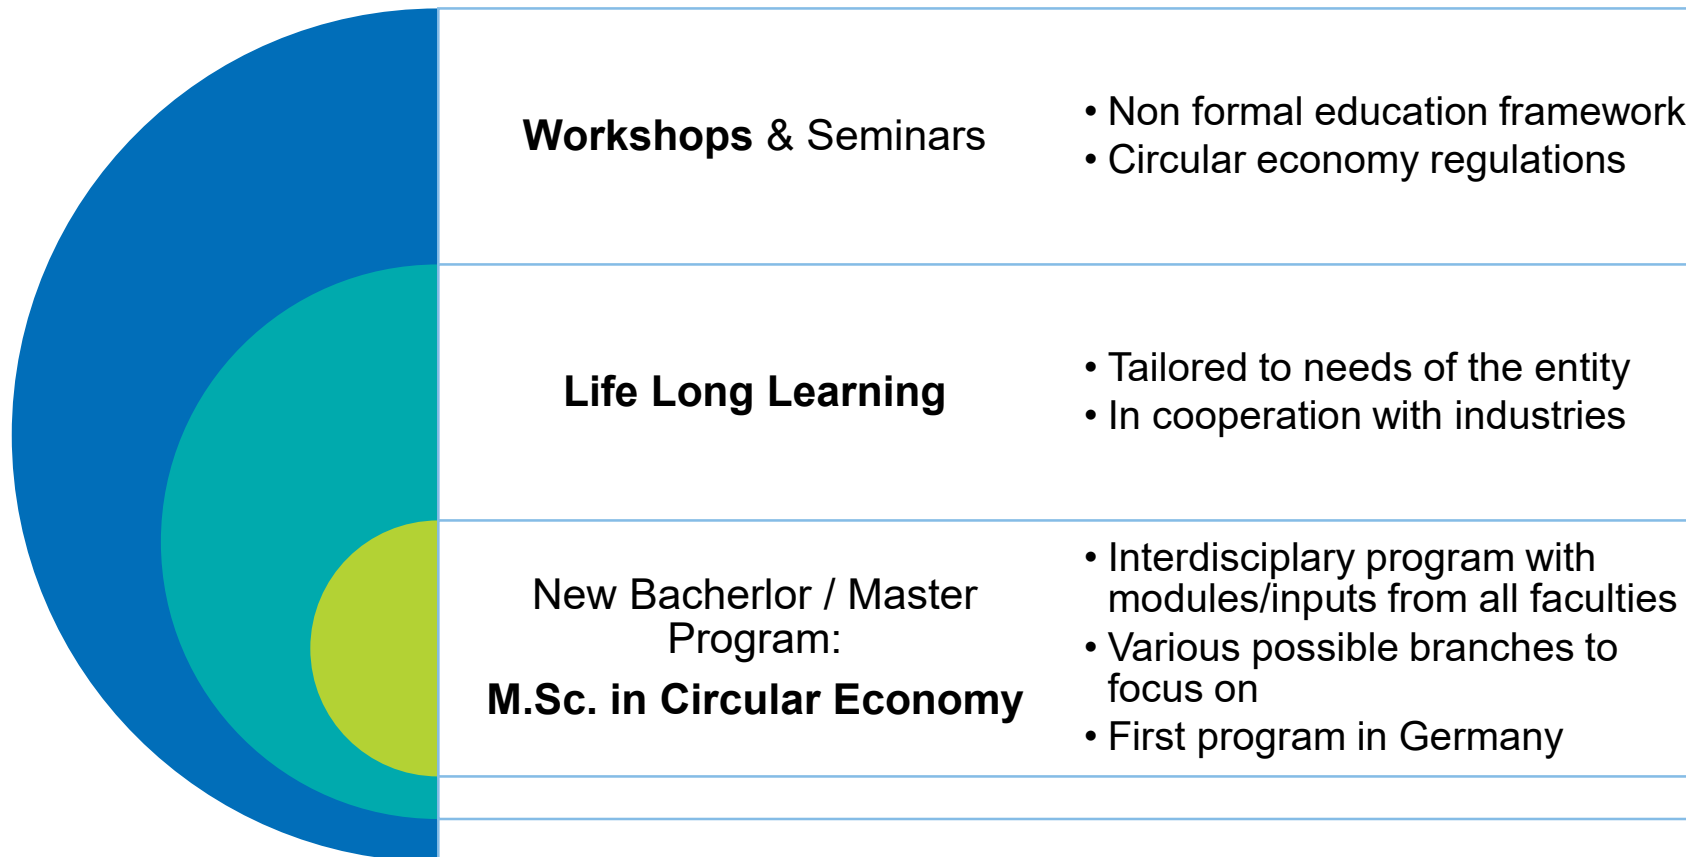 Workshops & Seminars
• Non formal education framework
• Circular economy regulations
Life Long Learning
• Tailored to needs of the entity
• In cooperation with industries
New Bacherlor / Master
Program:
M.Sc. in Circular Economy
• Interdisciplary program with
modules/inputs from all faculties
• Various possible branches to
focus on
• First program in Germany